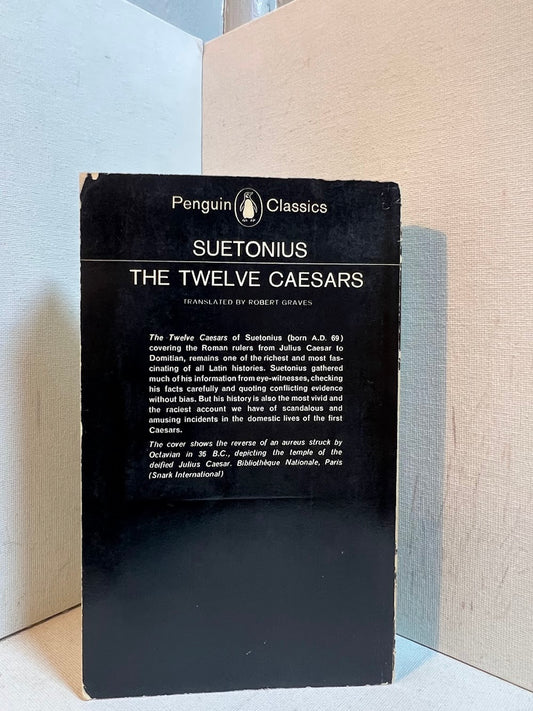 Penguin Classics
SUETONIUS
THE TWELVE CAESARS
TRANSLATED BY ROBERT GRAVES
The Twelve Caesars of Suetonius (born A.D. 69)
covering the Roman rulers from Julius Caesar to
Domitian, remains one of the richest and most fas-
cinating of all Latin histories. Suetonius gathered
much of his information from eye-witnesses, checking
his facts carefully and quoting conflicting evidence
without bias. But his history is also the most vivid and
the raciest account we have of scandalous and
amusing incidents in the domestic lives of the first
Caesars.
The cover shows the reverse of an aureus struck by
Octavian in 36 B.C., depicting the temple of the
deified Julius Caesar. Bibliothèque Nationale, Paris
(Snark International)